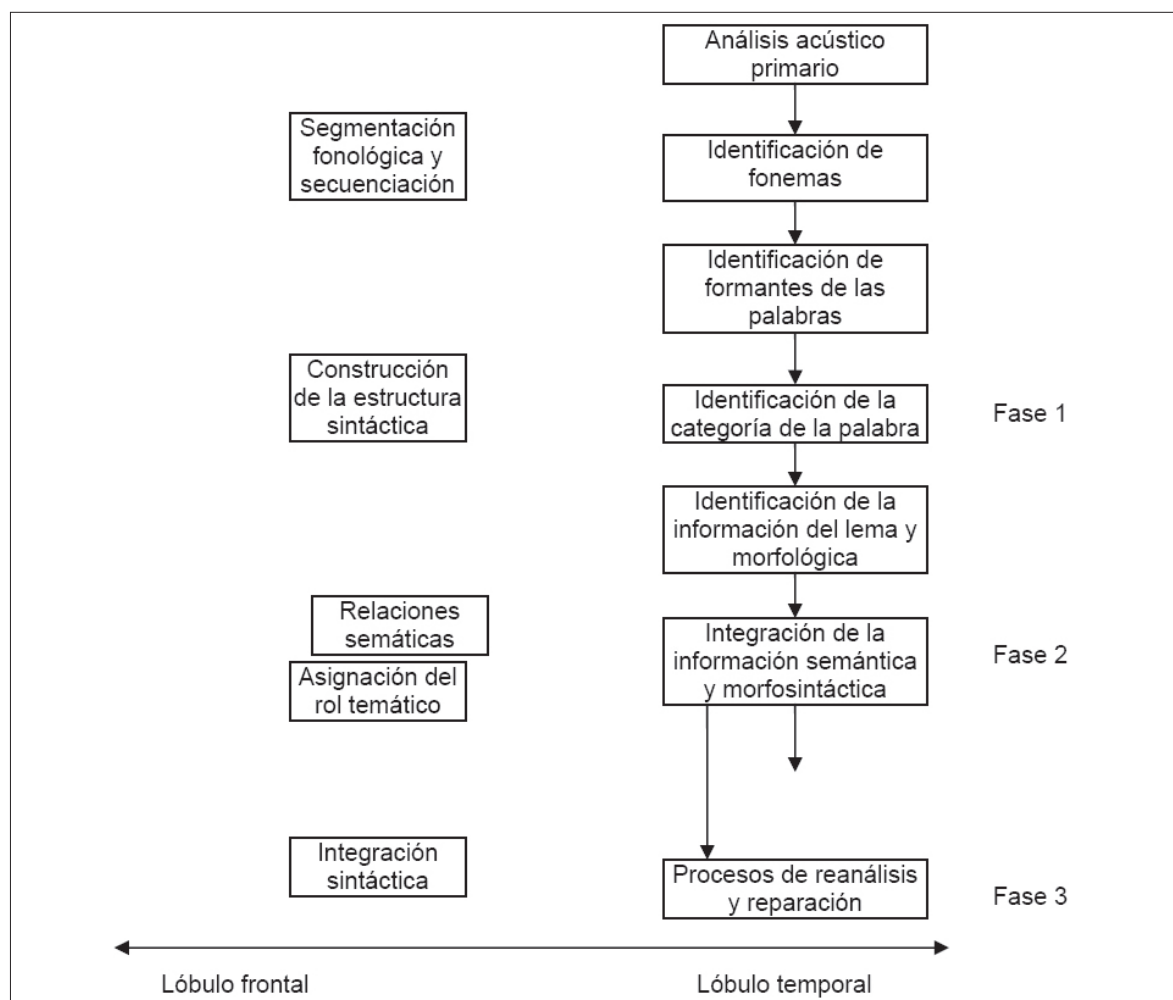 Análisis acústico
primario
Segmentación
fonológica y
secuenciación
Identificación de
fonemas
Identificación de
formantes de las
palabras
Construcción
de la estructura
sintáctica
Identificación de la
categoría de la palabra
Fase 1
Identificación de la
información del lema y
morfológica
Relaciones
semáticas
Asignación del
rol temático
Integración de la
información semántica
y morfosintáctica
Fase 2
Integración
sintáctica
Procesos de reanálisis
y reparación
Fase 3
Lóbulo frontal
Lóbulo temporal